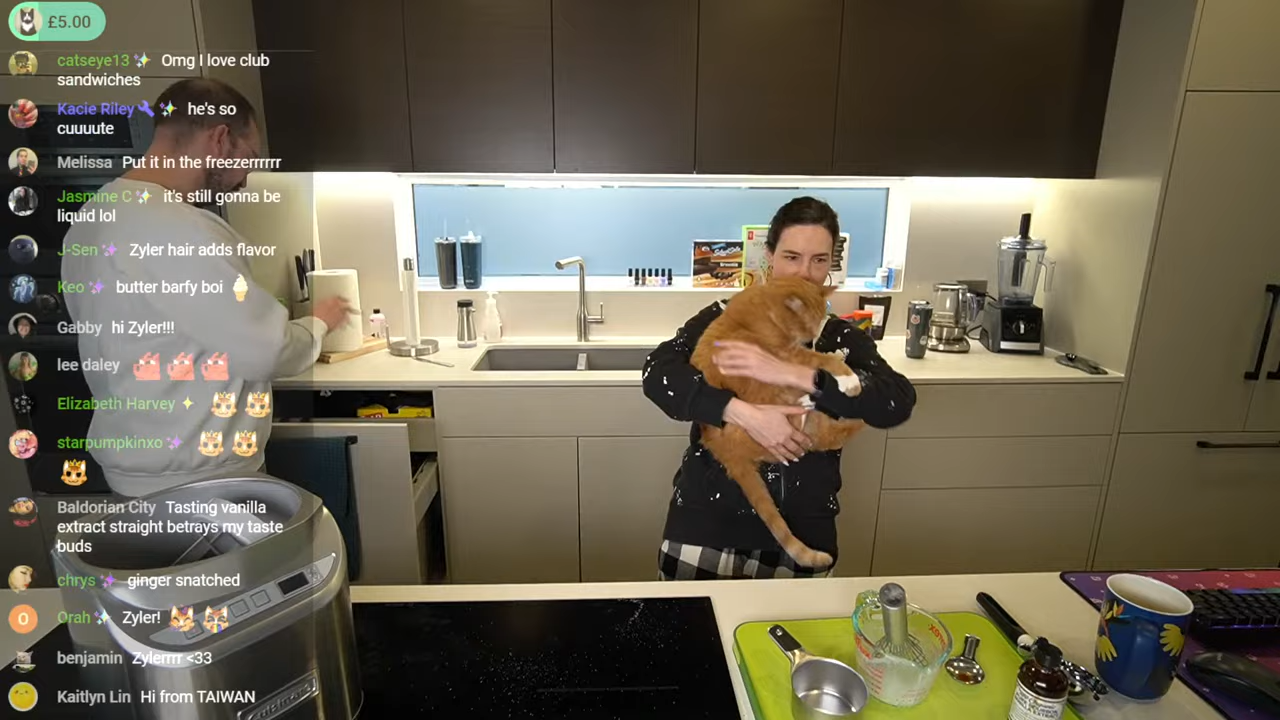 £5.00
catseye13 Omg I love club
sandwiches
Kacie Riley he's so
cuuuute
Melissa Put it in the freezerrrrrr
Jasmine C it's still gonna be
liquid lol
J-Sen Zyler hair adds flavor
Keo butter barfy boi
Gabby hi Zyler!!!
lee daley
Elizabeth Harvey
starpumpkinxo
Baldorian City Tasting vanilla
extract straight betrays my taste
buds
chrys ginger snatched
O
Orah Zyler!
benjamin Zylerrrr <33
Kaitlyn Lin Hi from TAIWAN
Cuisinart